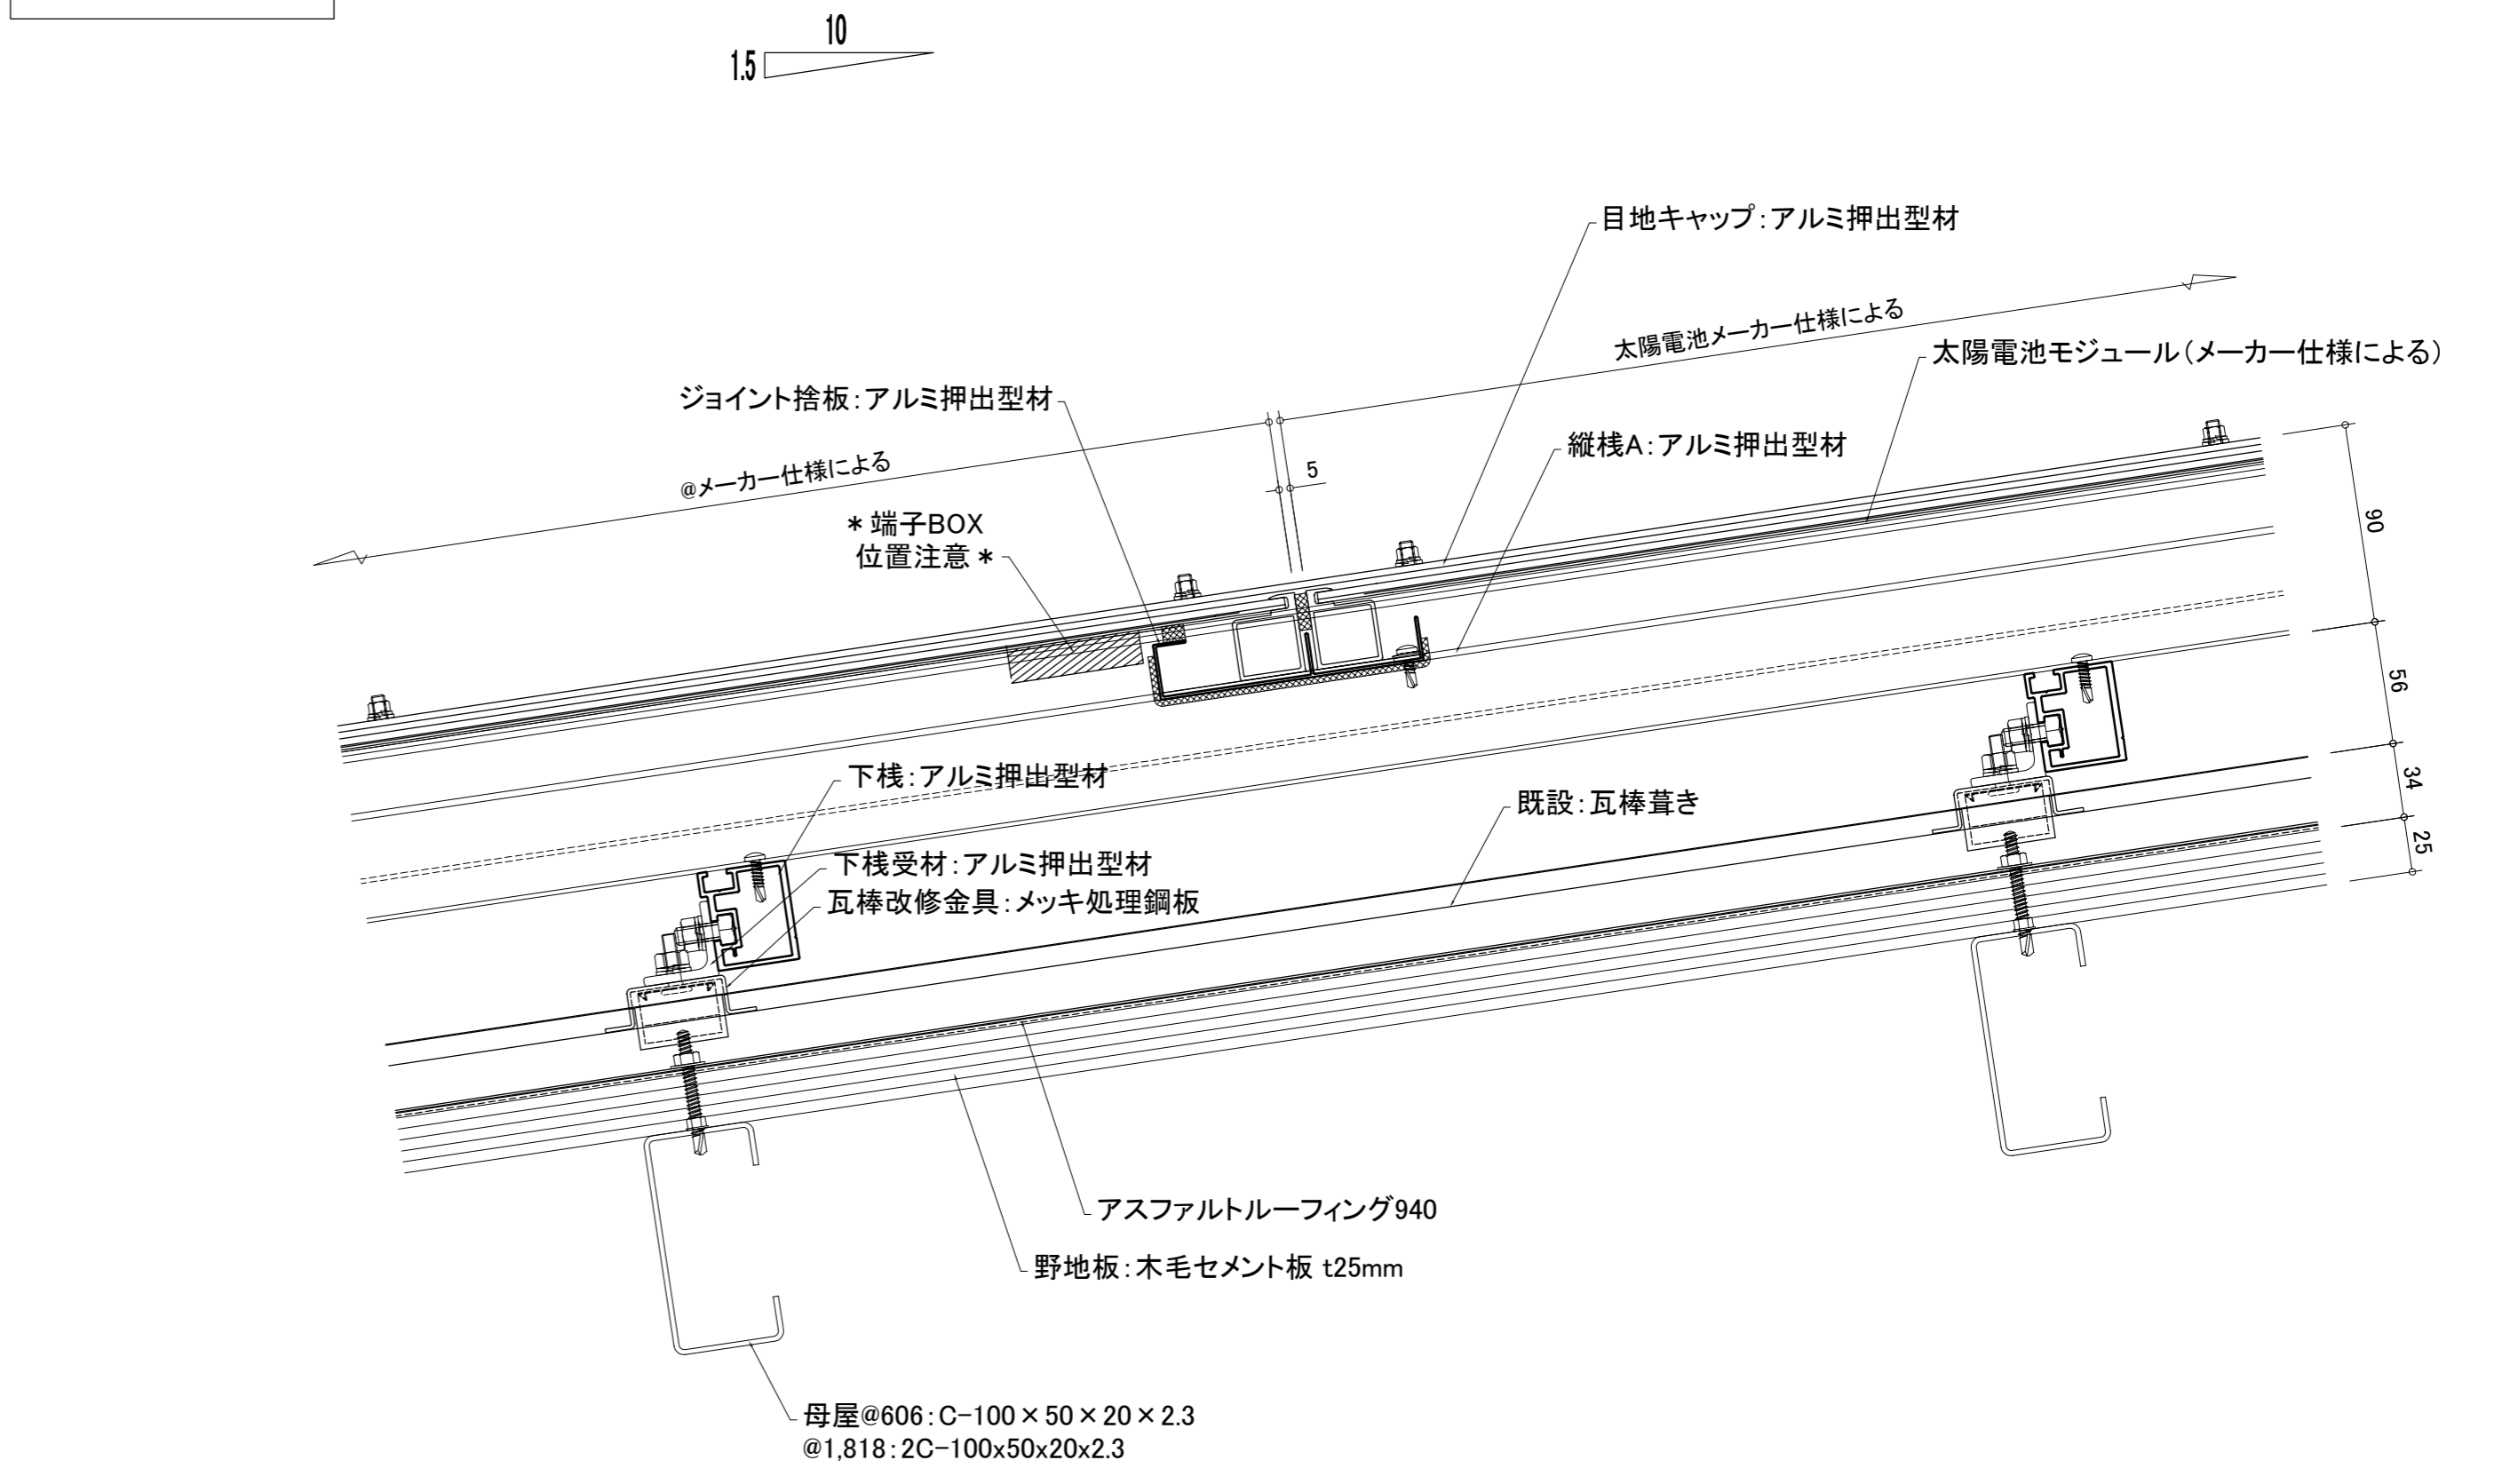 10
1.5
目地キャップ：アルミ押出型材
太陽電池メーカー仕様による
太陽電池モジュール（メーカー仕様による）
ジョイント捨板：アルミ押出型材
縦桟A：アルミ押出型材
@メーカー仕様による
5
90
＊端子BOX
位置注意＊
56
下桟：アルミ押出型材
34
既設：瓦棒葺き
25
下桟受材：アルミ押出型材
瓦棒改修金具：メッキ処理鋼板
アスファルトルーフィング940
野地板：木毛セメント板 t25mm
母屋@606：C-100×50×20×2.3
@1,818：2C-100x50x20x2.3